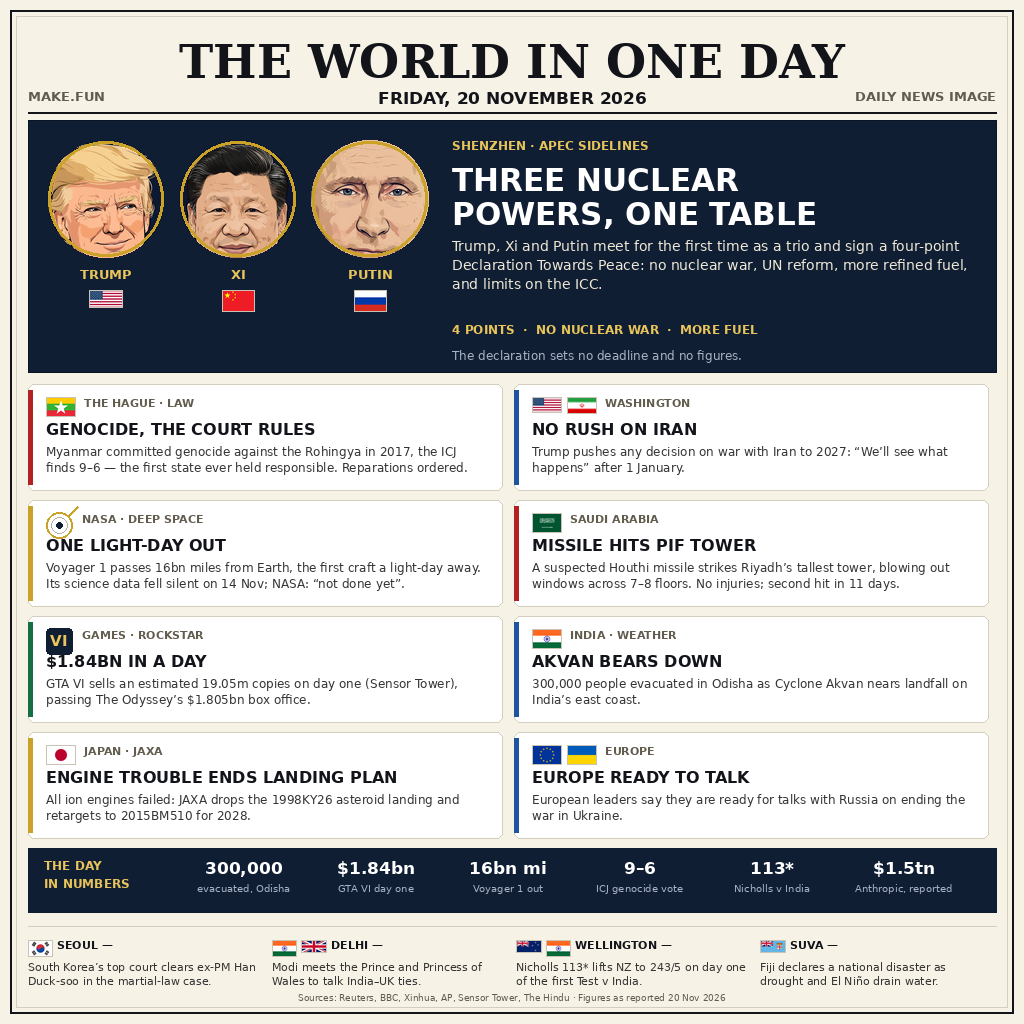 THE WORLD IN ONE DAY
MAKE.FUN
FRIDAY, 20 NOVEMBER 2026
DAILY NEWS IMAGE
TRUMP
XI
PUTIN
SHENZHEN · APEC SIDELINES
THREE NUCLEAR
POWERS, ONE TABLE
Trump, Xi and Putin meet for the first time as a trio and sign a four-point
Declaration Towards Peace: no nuclear war, UN reform, more refined fuel,
and limits on the ICC.
4 POINTS · NO NUCLEAR WAR · MORE FUEL
The declaration sets no deadline and no figures.
THE HAGUE · LAW
GENOCIDE, THE COURT RULES
Myanmar committed genocide against the Rohingya in 2017, the ICJ
finds 9–6 — the first state ever held responsible. Reparations ordered.
WASHINGTON
NO RUSH ON IRAN
Trump pushes any decision on war with Iran to 2027: “We’ll see what
happens” after 1 January.
NASA · DEEP SPACE
ONE LIGHT-DAY OUT
Voyager 1 passes 16bn miles from Earth, the first craft a light-day away.
Its science data fell silent on 14 Nov; NASA: “not done yet”.
SAUDI ARABIA
MISSILE HITS PIF TOWER
A suspected Houthi missile strikes Riyadh’s tallest tower, blowing out
windows across 7–8 floors. No injuries; second hit in 11 days.
VI
GAMES · ROCKSTAR
$1.84BN IN A DAY
GTA VI sells an estimated 19.05m copies on day one (Sensor Tower),
passing The Odyssey’s $1.805bn box office.
INDIA · WEATHER
AKVAN BEARS DOWN
300,000 people evacuated in Odisha as Cyclone Akvan nears landfall on
India’s east coast.
JAPAN · JAXA
ENGINE TROUBLE ENDS LANDING PLAN
All ion engines failed: JAXA drops the 1998KY26 asteroid landing and
retargets to 2015BM510 for 2028.
EUROPE
EUROPE READY TO TALK
European leaders say they are ready for talks with Russia on ending the
war in Ukraine.
THE DAY
IN NUMBERS
300,000
evacuated, Odisha
$1.84bn
GTA VI day one
16bn mi
Voyager 1 out
9–6
ICJ genocide vote
113*
Nicholls v India
$1.5tn
Anthropic, reported
SEOUL —
South Korea’s top court clears ex-PM Han
Duck-soo in the martial-law case.
DELHI —
Modi meets the Prince and Princess of
Wales to talk India–UK ties.
WELLINGTON —
Nicholls 113* lifts NZ to 243/5 on day one
of the first Test v India.
SUVA —
Fiji declares a national disaster as
drought and El Niño drain water.
Sources: Reuters, BBC, Xinhua, AP, Sensor Tower, The Hindu · Figures as reported 20 Nov 2026